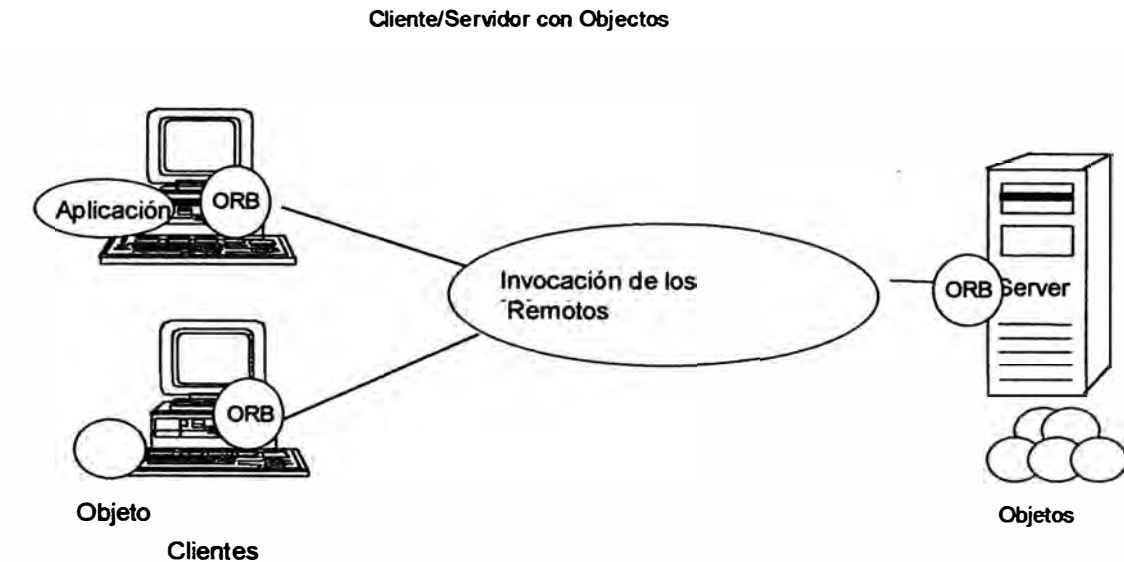 Cliente/Servidor con Objectos
Aplicación
ORB
Invocación de los
Remotos
ORB
Server
ORB
Objeto
Objetos
Clientes